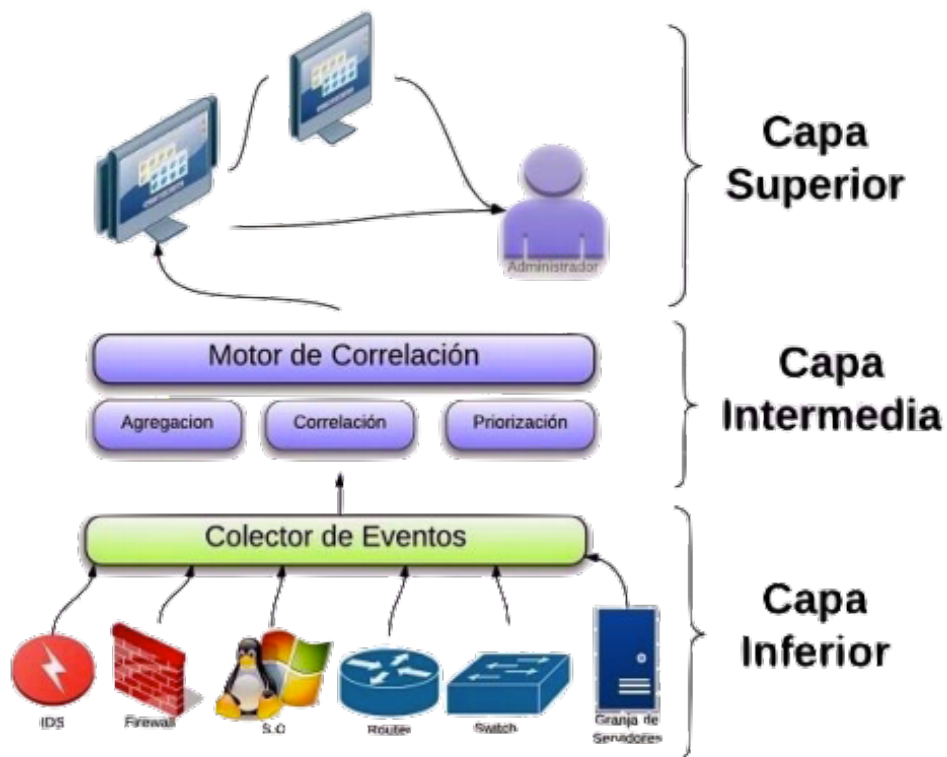 Capa
Superior
Administrador
Motor de Correlación
Capa
Intermedia
Agregacion
Correlación
Priorización
Colector de Eventos
Capa
Inferior
IDS
Firewall
S.O
Router
Switch
Granja de
Servidores